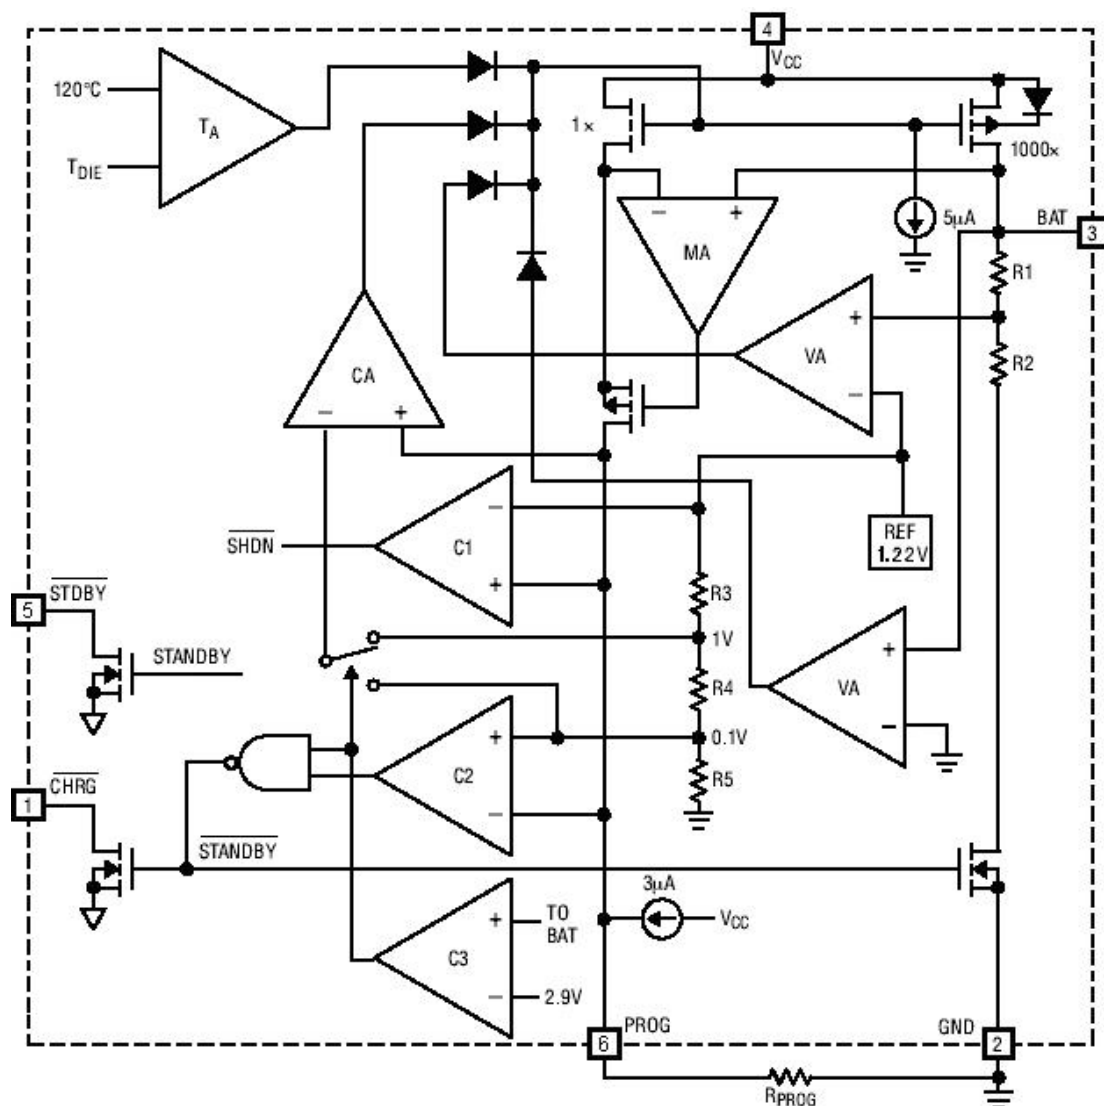 4
VCC
120°C
TA
TDIE
1×
1000×
− +
MA
5μA
BAT
3
R1
+
VA
−
R2
CA
− +
−
C1
+
SHDN
REF
1.22V
R3
1V
STDBY
5
STANDBY
R4
+
VA
−
+
C2
−
0.1V
R5
CHRG
1
STANDBY
3μA
VCC
+
TO
BAT
C3
−
2.9V
PROG
6
GND
2
RPROG